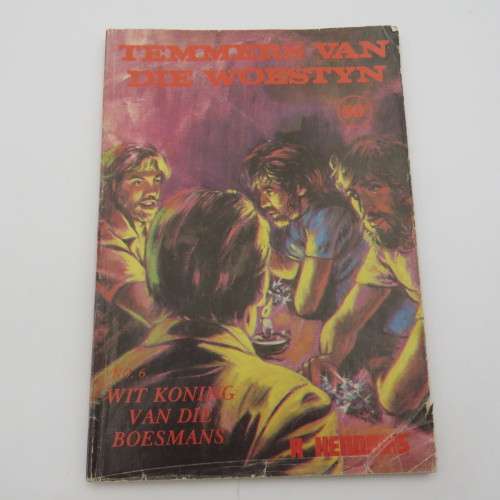 TEMMERS VAN
DIE WOESTYN
No. 6
WIT KONING
VAN DIE
BOESMANS
R